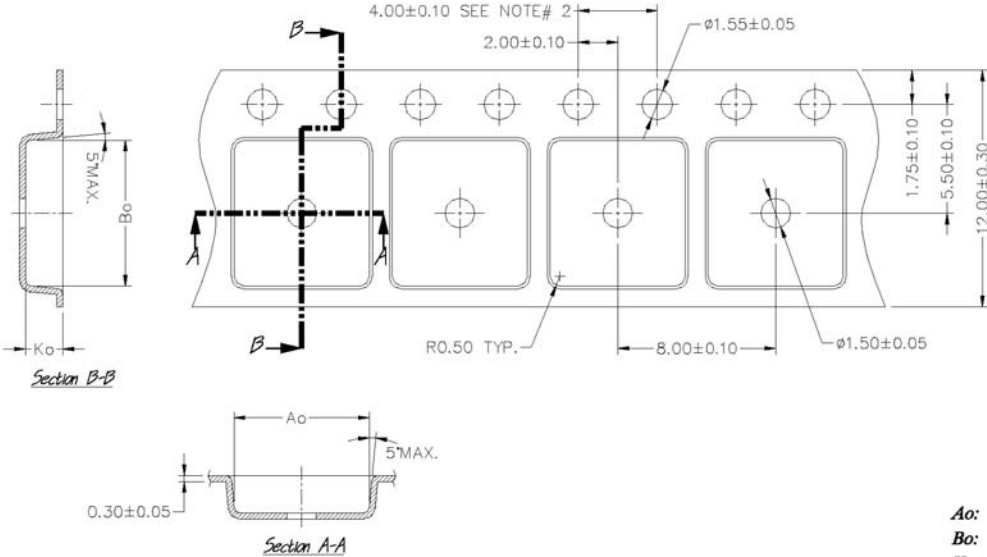 4.00±0.10 SEE NOTE# 2
2.00±0.10
ø1.55±0.05
B
1.75±0.10
5.50±0.10
12.00±0.30
5°MAX.
Bo
A
A
Ko
Section B-B
B
R0.50 TYP.
8.00±0.10
ø1.50±0.05
Ao
5°MAX.
0.30±0.05
Section A-A
Ao:
Bo: